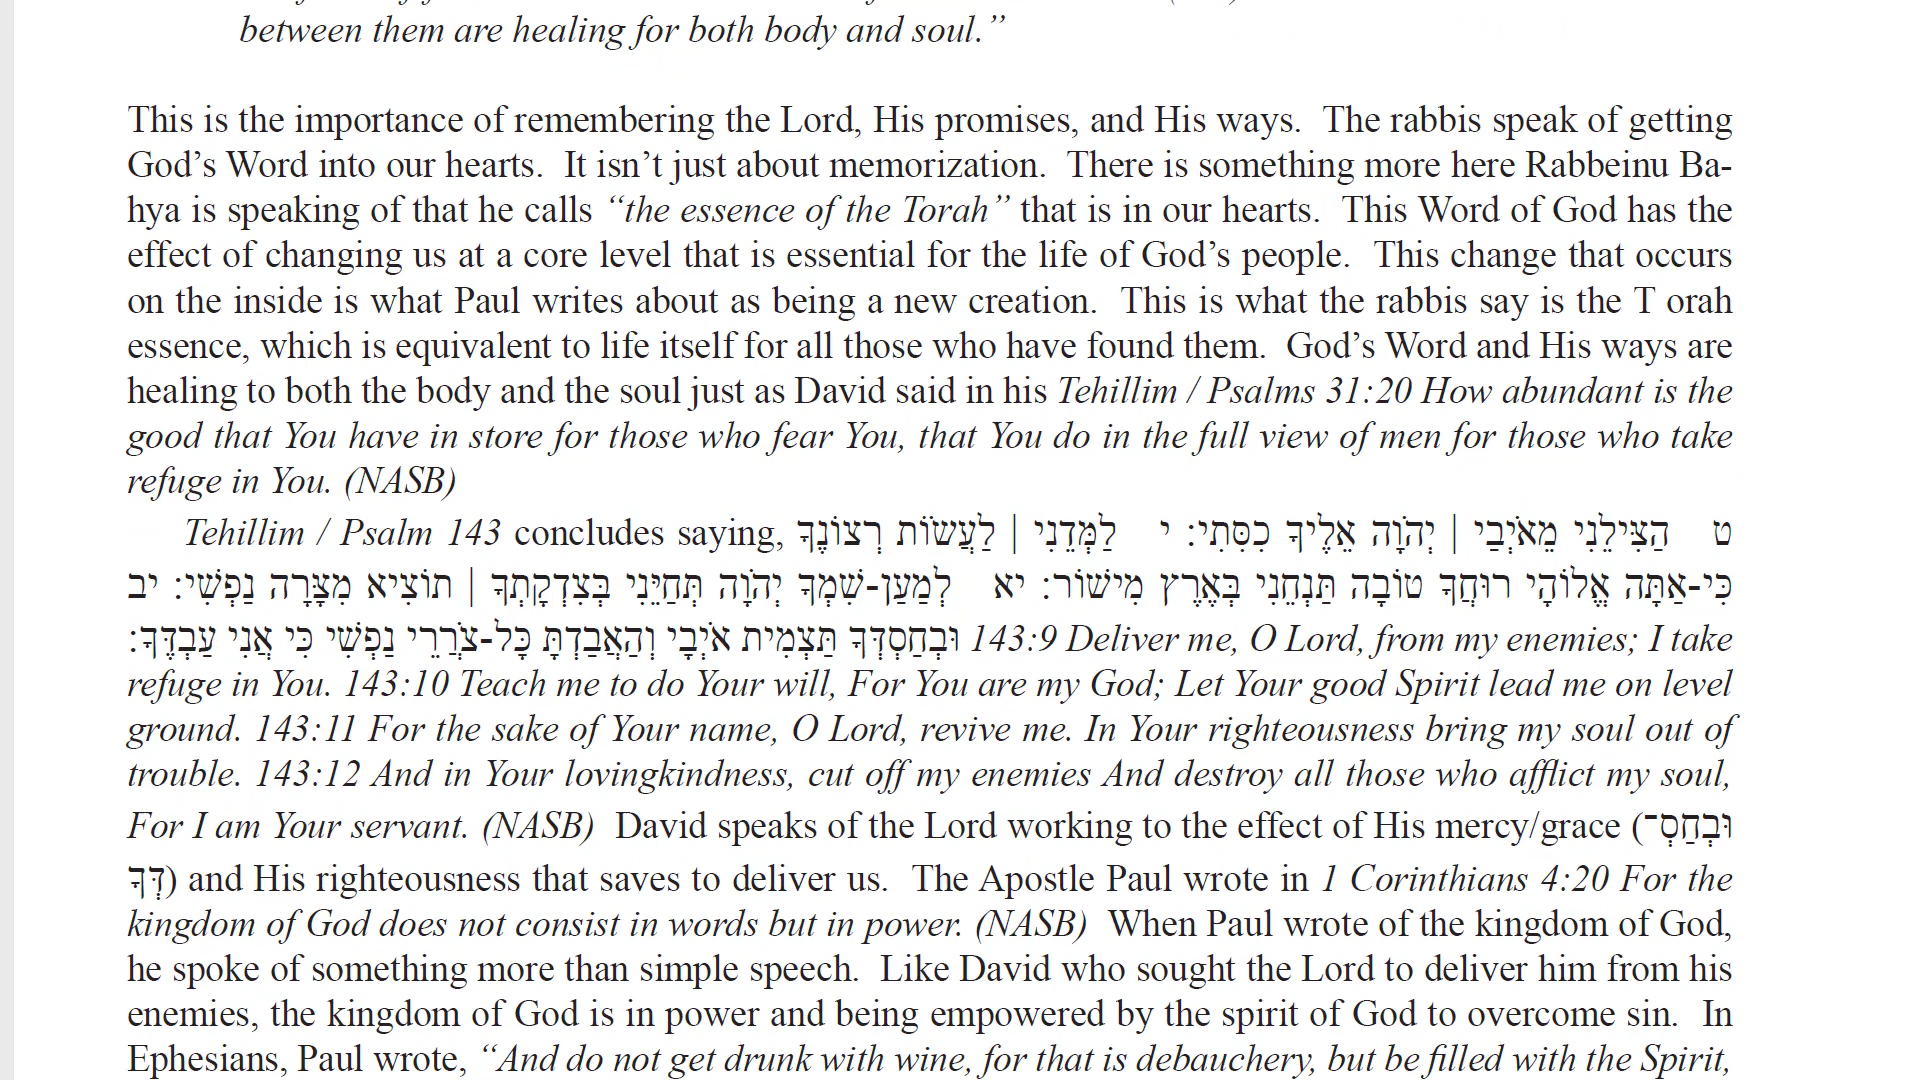 between them are healing for both body and soul.”
This is the importance of remembering the Lord, His promises, and His ways.  The rabbis speak of getting
God’s Word into our hearts.  It isn’t just about memorization.  There is something more here Rabbeinu Ba-
hya is speaking of that he calls “the essence of the Torah” that is in our hearts.  This Word of God has the
effect of changing us at a core level that is essential for the life of God’s people.  This change that occurs
on the inside is what Paul writes about as being a new creation.  This is what the rabbis say is the T orah
essence, which is equivalent to life itself for all those who have found them.  God’s Word and His ways are
healing to both the body and the soul just as David said in his Tehillim / Psalms 31:20 How abundant is the
good that You have in store for those who fear You, that You do in the full view of men for those who take
refuge in You. (NASB)
Tehillim / Psalm 143 concludes saying, ט הַצִּילֵנִי מֵאֹיְבַי | יְהֹוָה אֵלֶיךָ כִסִּתִי: י לַמְּדֵנִי | לַעֲשׂוֹת רְצוֹנֶךָ
כִּי-אַתָּה אֱלוֹהָי רוּחֲךָ טוֹבָה תַּנְחֵנִי בְּאֶרֶץ מִישׁוֹר: יא לְמַעַן-שִׁמְךָ יְהֹוָה תְּחַיֵּנִי בְּצִדְקָתְךָ | תוֹצִיא מִצָּרָה נַפְשִׁי: יב
וּבְחַסְדְּךָ תַּצְמִית אֹיְבָי וְהַאֲבַדְתָּ כָּל-צֹרֲרֵי נַפְשִׁי כִּי אֲנִי עַבְדֶּךָ: 143:9 Deliver me, O Lord, from my enemies; I take
refuge in You. 143:10 Teach me to do Your will, For You are my God; Let Your good Spirit lead me on level
ground. 143:11 For the sake of Your name, O Lord, revive me. In Your righteousness bring my soul out of
trouble. 143:12 And in Your lovingkindness, cut off my enemies And destroy all those who afflict my soul,
For I am Your servant. (NASB)  David speaks of the Lord working to the effect of His mercy/grace (וּבְחַסְ־
דְּךָ) and His righteousness that saves to deliver us.  The Apostle Paul wrote in 1 Corinthians 4:20 For the
kingdom of God does not consist in words but in power. (NASB)  When Paul wrote of the kingdom of God,
he spoke of something more than simple speech.  Like David who sought the Lord to deliver him from his
enemies, the kingdom of God is in power and being empowered by the spirit of God to overcome sin.  In
Ephesians, Paul wrote, “And do not get drunk with wine, for that is debauchery, but be filled with the Spirit,